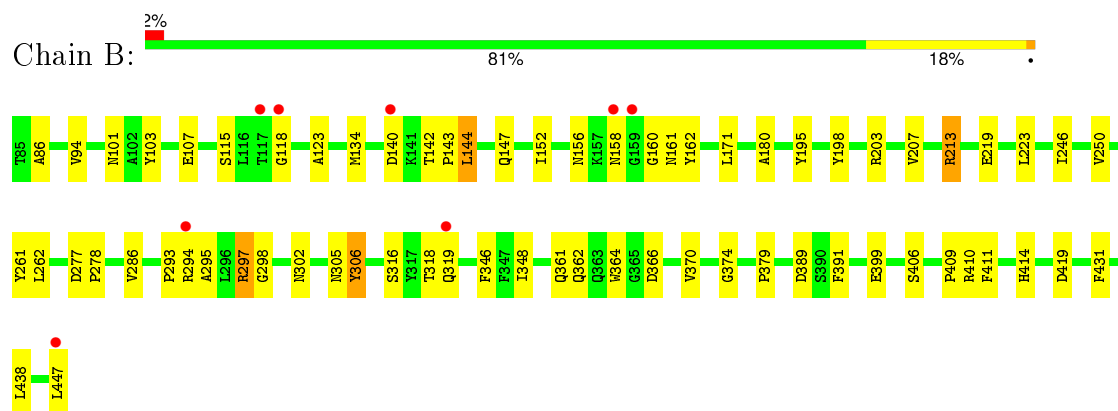 2%
Chain B:
81% 18% •
T85 A86 V94 N101 A102 Y103 E107 S115 L116 T117 G118 A123 M134 D140 K141 T142 P143 L144 Q147 I152 N156 K157 N158 G159 G160 N161 Y162 L171 A180 Y195 Y198 R203 V207 R213 E219 L223 I246 V250
Y261 L262 D277 P278 V286 P293 R294 A295 L296 R297 G298 N302 N305 Y306 S316 Y317 T318 Q319 F346 F347 I348 Q361 Q362 Q363 W364 G365 D366 V370 G374 P379 D389 S390 F391 E399 S406 P409 R410 F411 H414 D419 F431
L438 L447